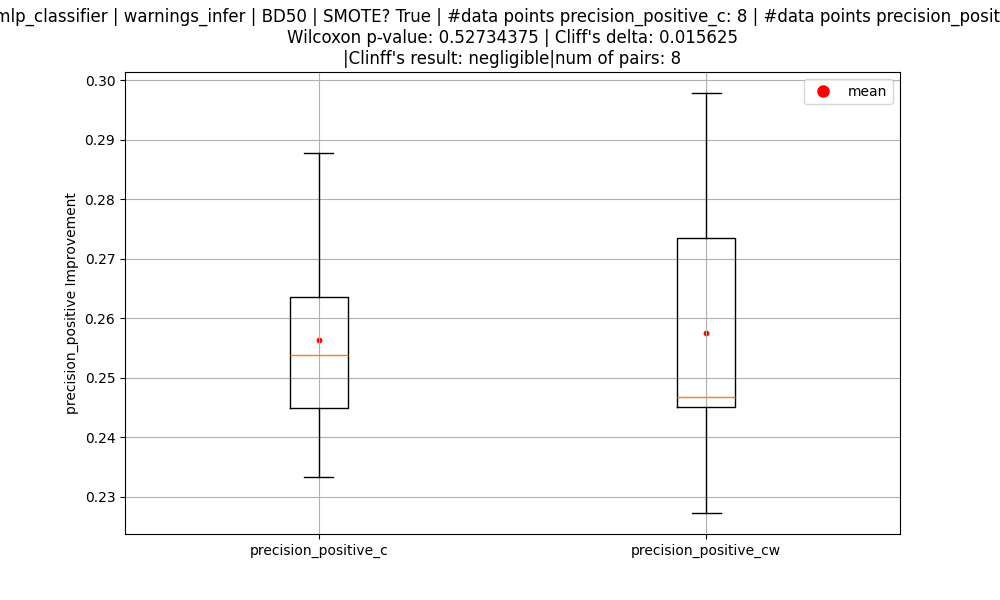 mlp_classifier | warnings_infer | BD50 | SMOTE? True | #data points precision_positive_c: 8 | #data points precision_posit
Wilcoxon p-value: 0.52734375 | Cliff's delta: 0.015625
|Clinff's result: negligible|num of pairs: 8
mean
0.30
0.29
0.28
0.27
0.26
0.25
0.24
0.23
precision_positive Improvement
precision_positive_c
precision_positive_cw